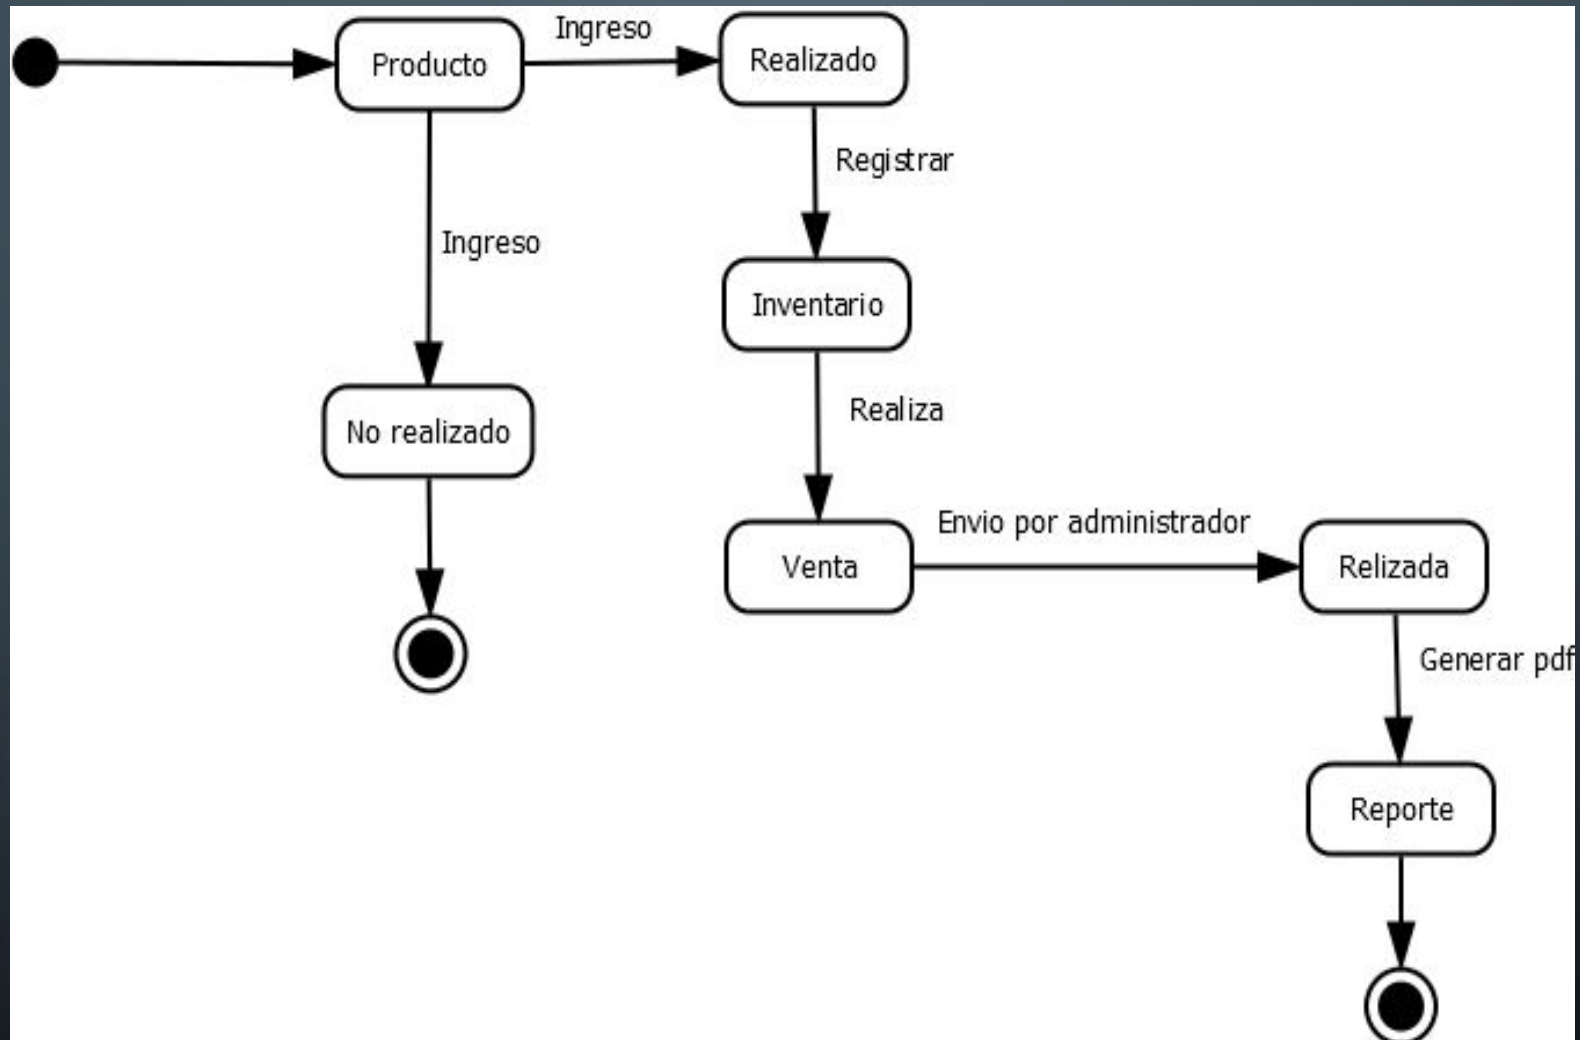 Ingreso
Producto
Realizado
Registrar
Ingreso
Inventario
Realiza
No realizado
Envio por administrador
Venta
Relizada
Generar pdf
Reporte